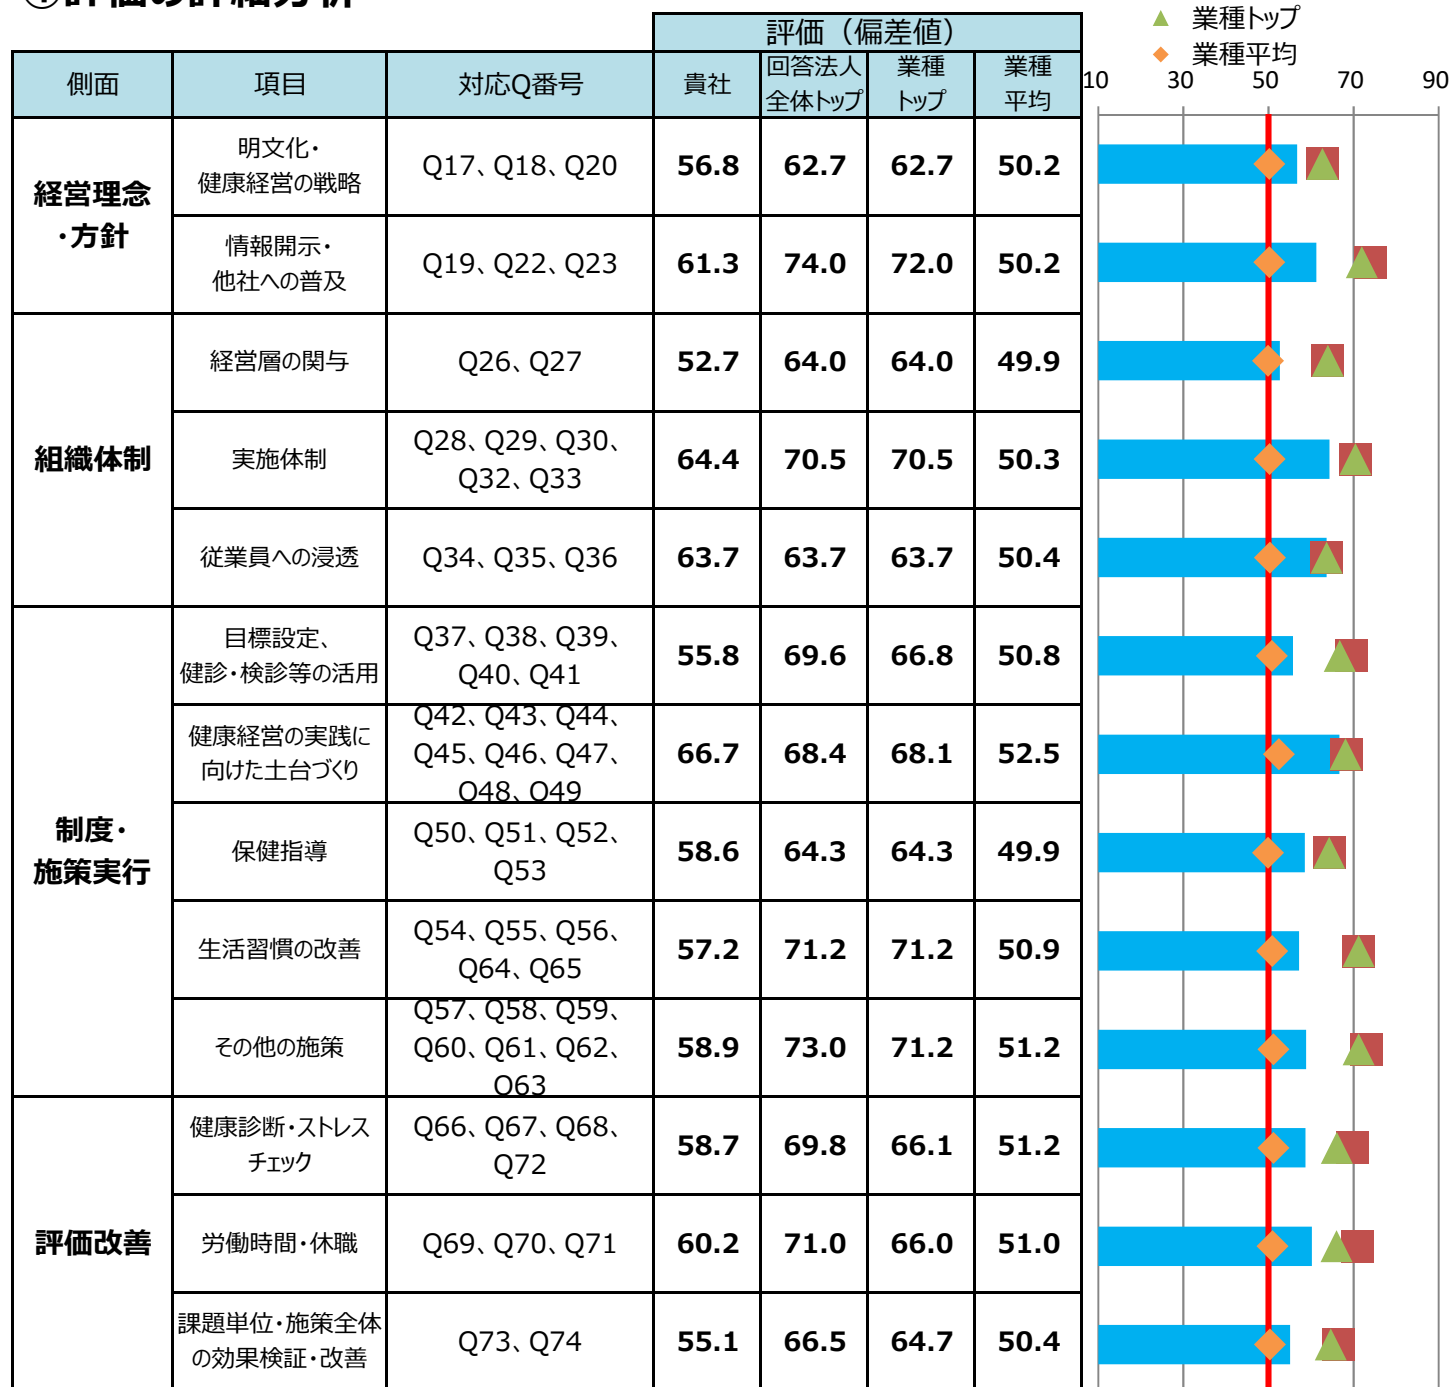 ①評価の詳細分析
▲ 業種トップ
◆ 業種平均
評価（偏差値）
側面 項目 対応Q番号 貴社 回答法人 業種 業種
全体トップ トップ 平均
10 30 50 70 90
経営理念
・方針
明文化・
健康経営の戦略
Q17、Q18、Q20
56.8 62.7 62.7 50.2
情報開示・
他社への普及
Q19、Q22、Q23
61.3 74.0 72.0 50.2
組織体制
経営層の関与
Q26、Q27
52.7 64.0 64.0 49.9
実施体制
Q28、Q29、Q30、
Q32、Q33
64.4 70.5 70.5 50.3
従業員への浸透
Q34、Q35、Q36
63.7 63.7 63.7 50.4
制度・
施策実行
目標設定、
健診・検診等の活用
Q37、Q38、Q39、
Q40、Q41
55.8 69.6 66.8 50.8
健康経営の実践に
向けた土台づくり
Q42、Q43、Q44、
Q45、Q46、Q47、
Q48、Q49
66.7 68.4 68.1 52.5
保健指導
Q50、Q51、Q52、
Q53
58.6 64.3 64.3 49.9
生活習慣の改善
Q54、Q55、Q56、
Q64、Q65
57.2 71.2 71.2 50.9
その他の施策
Q57、Q58、Q59、
Q60、Q61、Q62、
Q63
58.9 73.0 71.2 51.2
評価改善
健康診断・ストレス
チェック
Q66、Q67、Q68、
Q72
58.7 69.8 66.1 51.2
労働時間・休職
Q69、Q70、Q71
60.2 71.0 66.0 51.0
課題単位・施策全体
の効果検証・改善
Q73、Q74
55.1 66.5 64.7 50.4